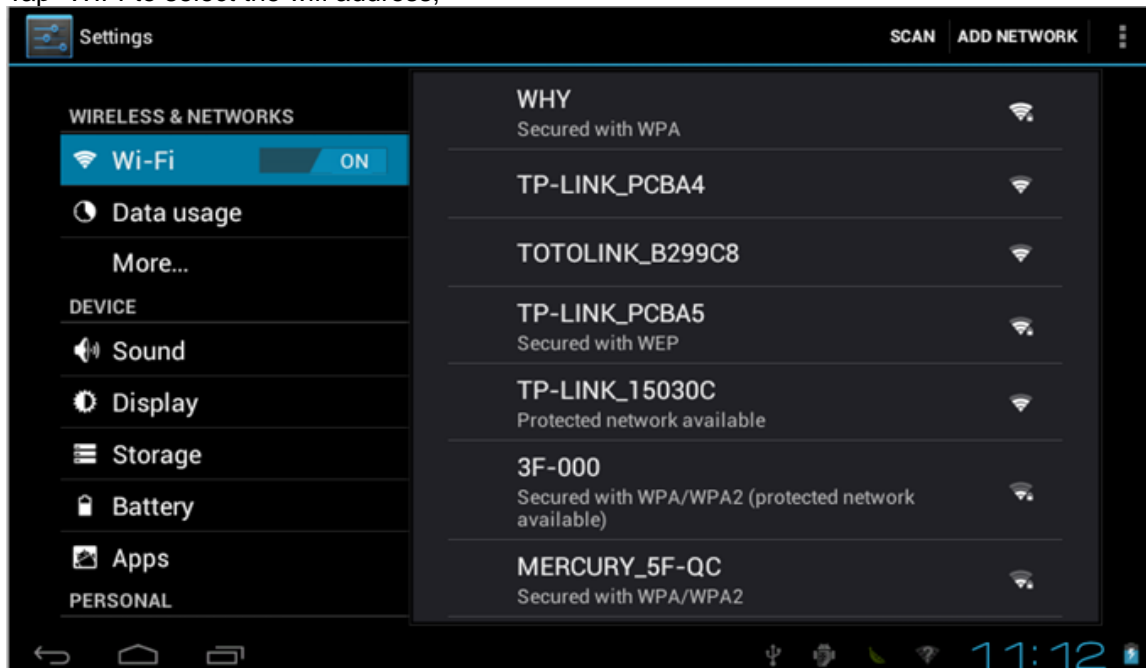 Settings
SCAN
ADD NETWORK
WIRELESS & NETWORKS
Wi-Fi
ON
Data usage
More...
DEVICE
Sound
Display
Storage
Battery
Apps
PERSONAL
WHY
Secured with WPA
TP-LINK_PCBA4
TOTOLINK_B299C8
TP-LINK_PCBA5
Secured with WEP
TP-LINK_15030C
Protected network available
3F-000
Secured with WPA/WPA2 (protected network
available)
MERCURY_5F-QC
Secured with WPA/WPA2
11:12